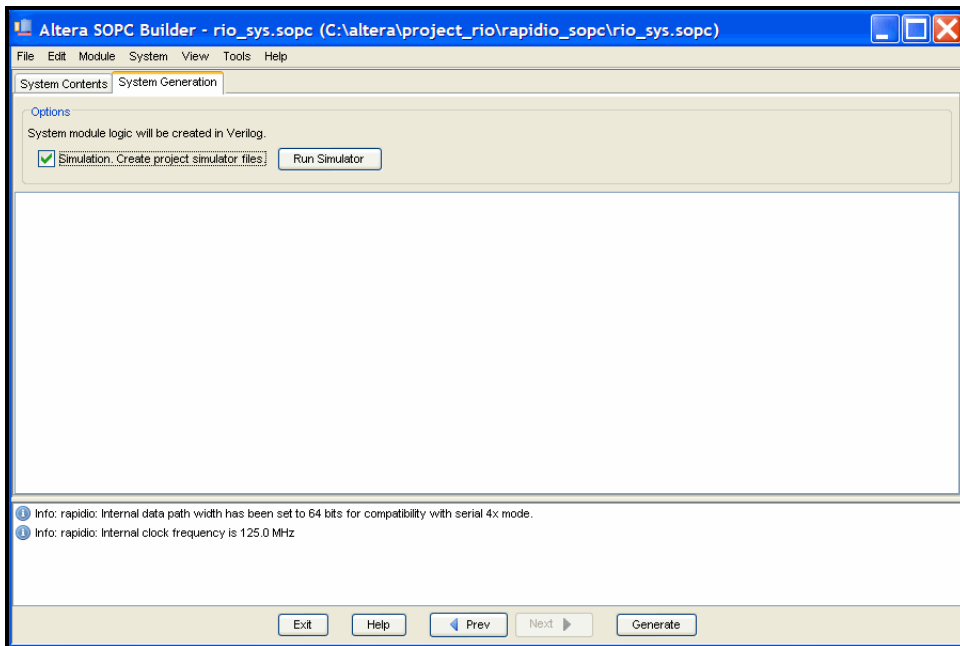 Altera SOPC Builder - rio_sys.sopc (C:\altera\project_rio\rapidio_sopc\rio_sys.sopc)
File Edit Module System View Tools Help
System Contents System Generation
Options
System module logic will be created in Verilog.
Simulation. Create project simulator files. Run Simulator
Info: rapidio: Internal data path width has been set to 64 bits for compatibility with serial 4x mode.
Info: rapidio: Internal clock frequency is 125.0 MHz
Exit Help Prev Next Generate